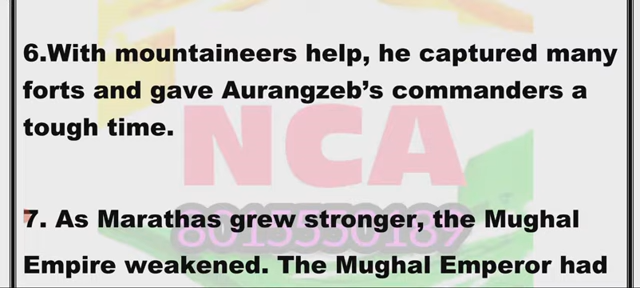 6.With mountaineers help, he captured many
forts and gave Aurangzeb’s commanders a
tough time.
NCA
7. As Marathas grew stronger, the Mughal
Empire weakened. The Mughal Emperor had